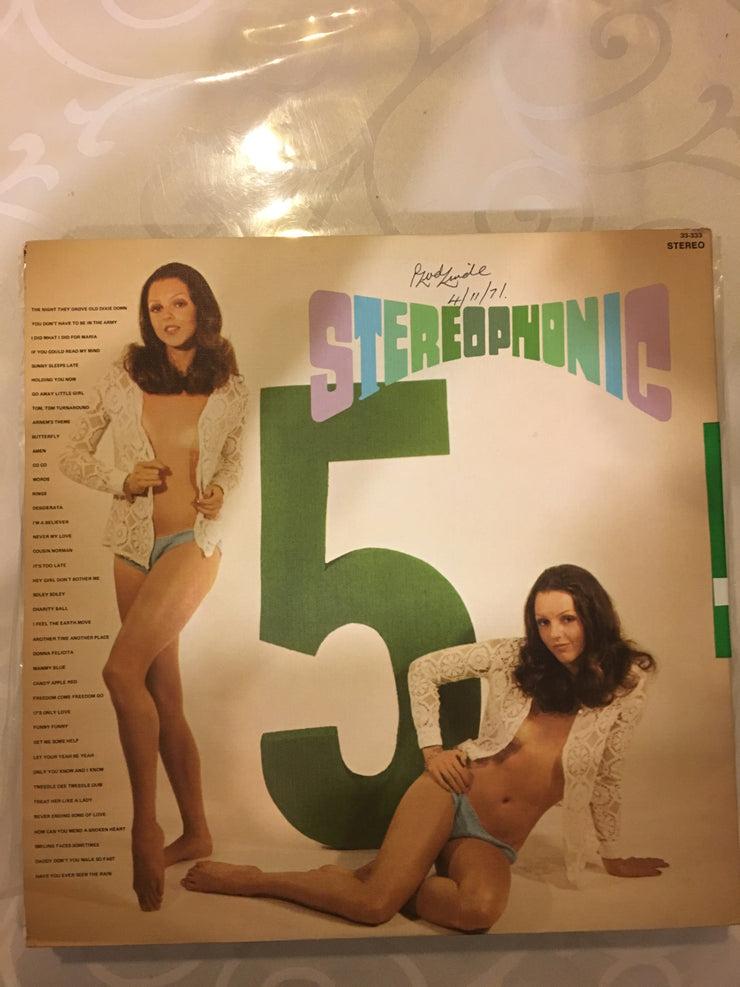 33-333
STEREO
4/11/71.
STEREOPHONIC
5
THE NIGHT THEY DROVE OLD DIXIE DOWN
YOU DON'T HAVE TO BE IN THE ARMY
I DID WHAT I DID FOR MARIA
IF YOU COULD READ MY MIND
SUNNY SLEEPS LATE
HOLDING YOU NOW
GO AWAY LITTLE GIRL
TOM, TOM TURNAROUND
ARNEM'S THEME
BUTTERFLY
AMEN
CO CO
WORDS
RINGS
DESIDERATA
I'M A BELIEVER
NEVER MY LOVE
COUSIN NORMAN
IT'S TOO LATE
HEY GIRL DON'T BOTHER ME
SOLEY SOLEY
CHARITY BALL
I FEEL THE EARTH MOVE
ANOTHER TIME ANOTHER PLACE
DONNA FELICITA
MAMMY BLUE
CANDY APPLE RED
FREEDOM COME FREEDOM GO
IT'S ONLY LOVE
FUNNY FUNNY
GET ME SOME HELP
LET YOUR YEAH BE YEAH
ONLY YOU KNOW AND I KNOW
TWEEDLE DEE TWEEDLE DUM
TREAT HER LIKE A LADY
NEVER ENDING SONG OF LOVE
HOW CAN YOU MEND A BROKEN HEART
SMILING FACES SOMETIMES
DADDY DON'T YOU WALK SO FAST
HAVE YOU EVER SEEN THE RAIN